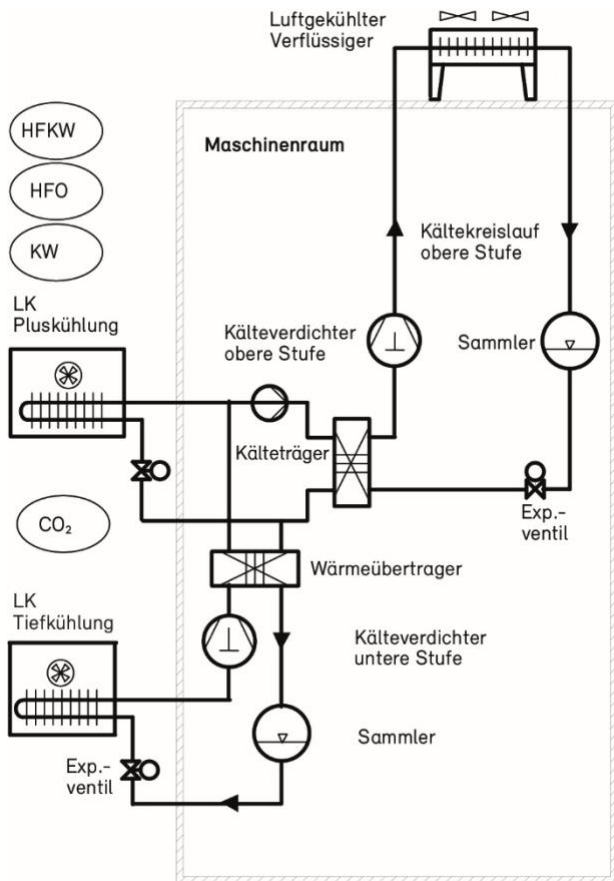 Luftgekühlter
Verflüssiger
HFKW
Maschinenraum
HFO
Kältekreislauf
obere Stufe
KW
LK
Pluskühlung
Kälteverdichter
obere Stufe
Sammler
Kälteträger
Exp.-
ventil
CO₂
Wärmeübertrager
LK
Tiefkühlung
Kälteverdichter
untere Stufe
Sammler
Exp.-
ventil